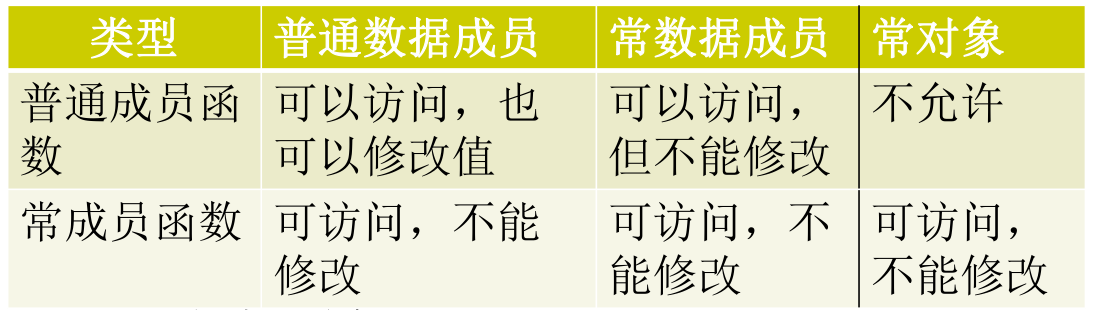 类型 普通数据成员 常数据成员 常对象
普通成员函 可以访问，也 可以访问， 不允许
数 可以修改值 但不能修改
常成员函数 可访问，不能 可访问，不 可访问，
修改 能修改 不能修改